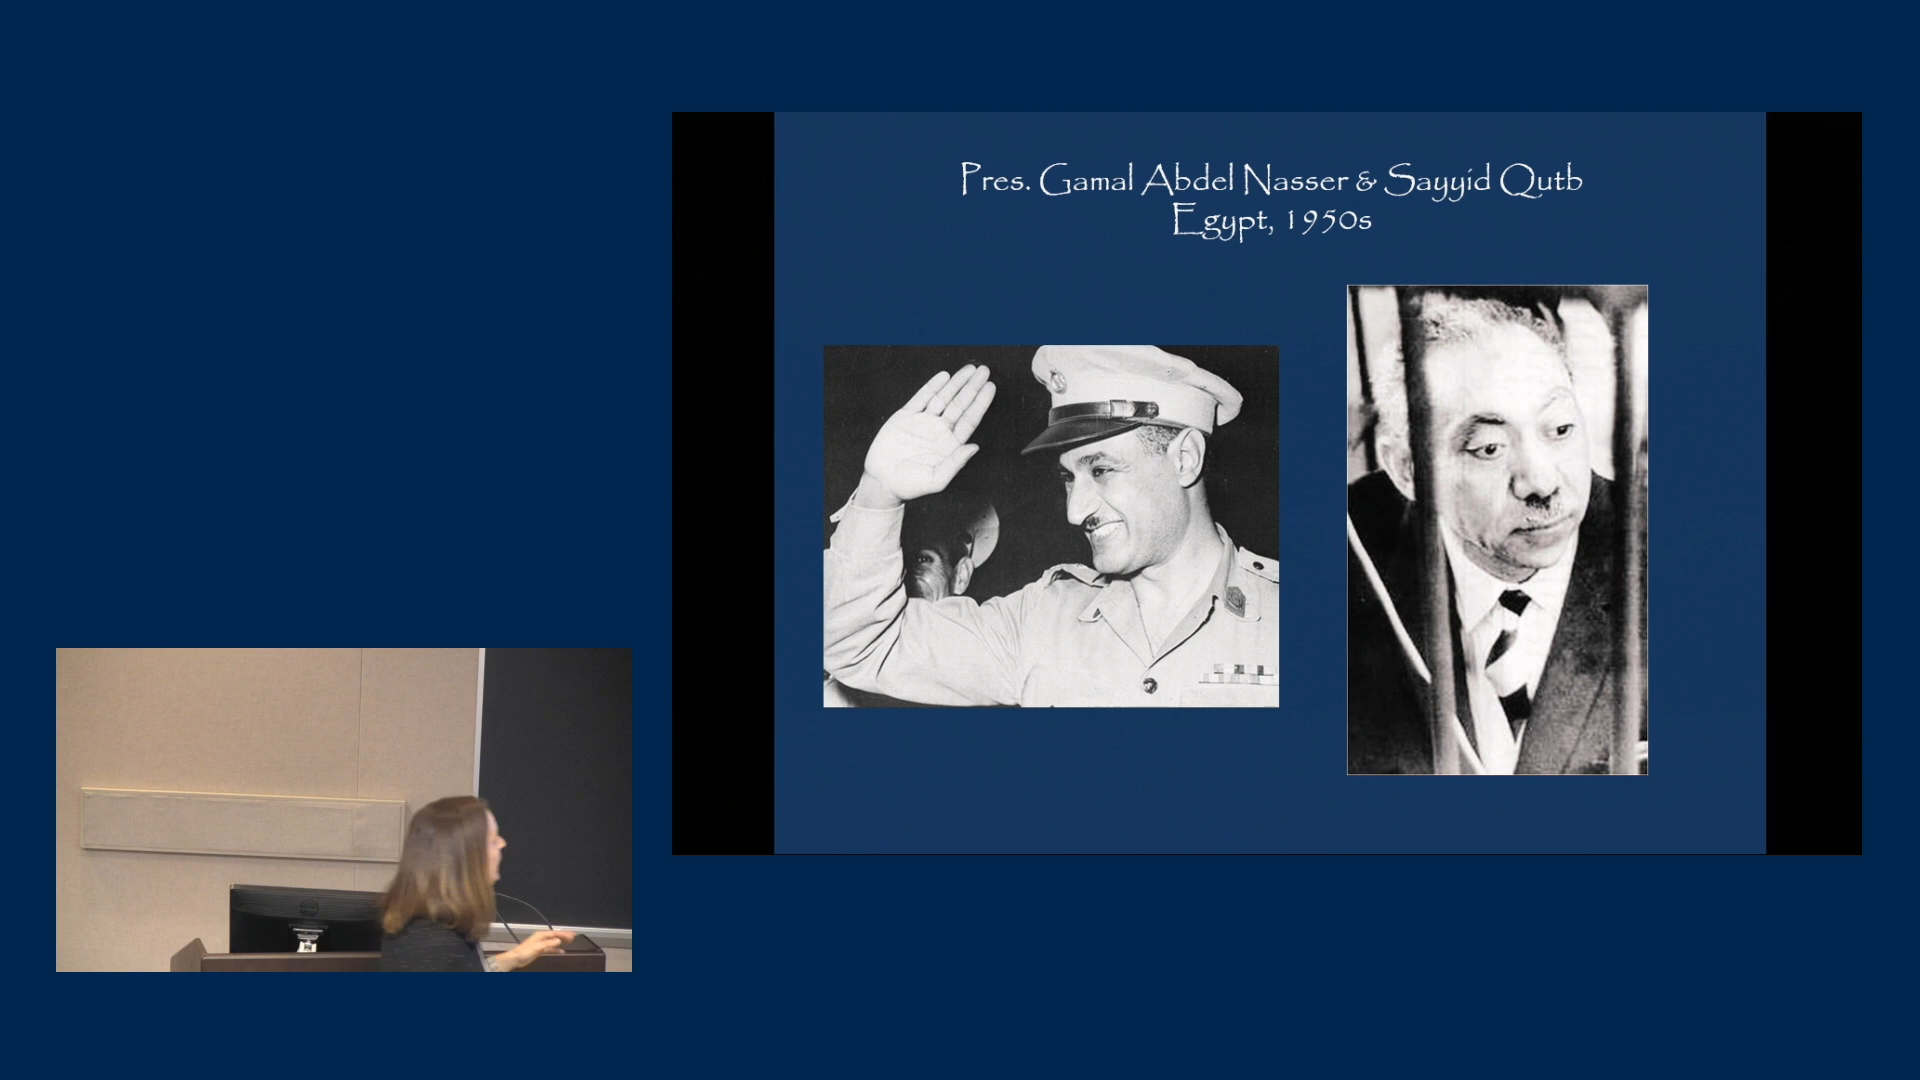 Pres. Gamal Abdel Nasser & Sayyid Qutb
Egypt, 1950s